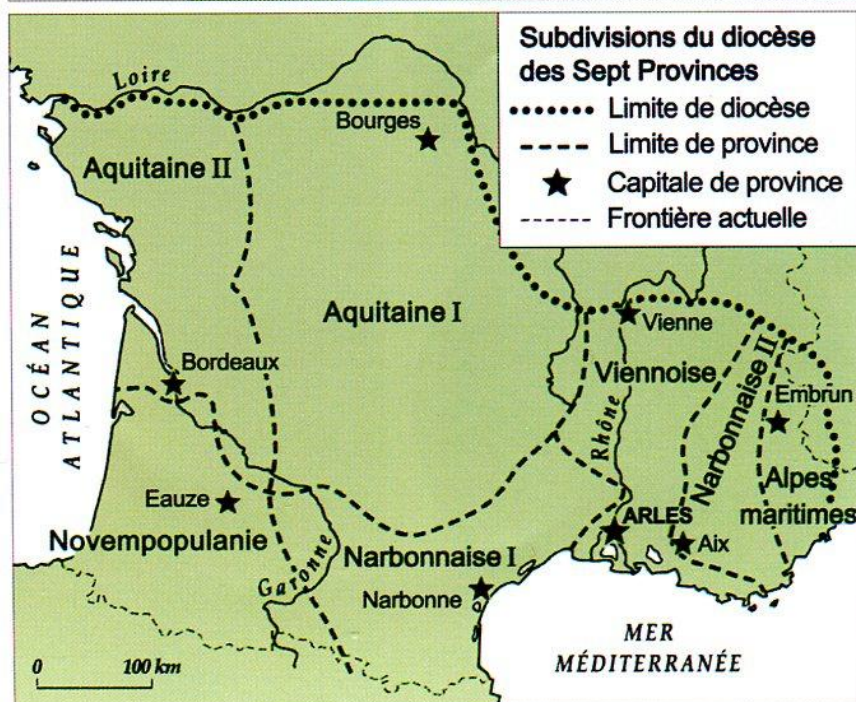 Subdivisions du diocèse
des Sept Provinces
Limite de diocèse
Limite de province
Capitale de province
Frontière actuelle
Loire
Bourges
Aquitaine II
OCÉAN
ATLANTIQUE
Aquitaine I
Vienne
Bordeaux
Viennoise
Narbonnaise II
Embrun
Rhône
Eauze
ARLES
Alpes
maritimes
Novempopulanie
Aix
Garonne
Narbonnaise I
Narbonne
MER
MÉDITERRANÉE
0 100 km